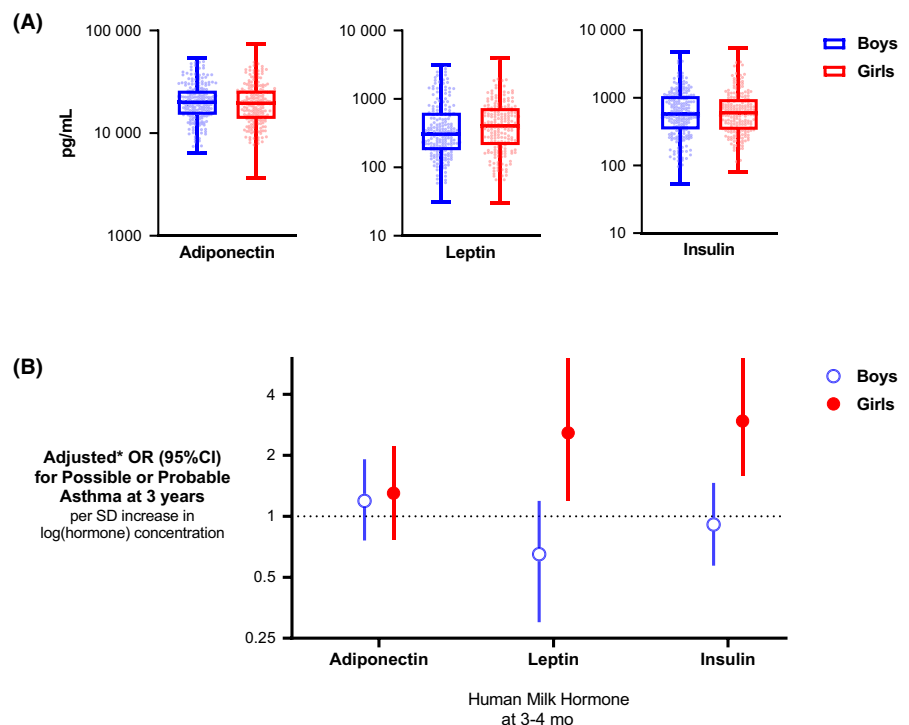 (A)
pg/mL
100 000
10 000
1000
Adiponectin
10 000
1000
100
10
Leptin
10 000
1000
100
10
Insulin
Boys
Girls
(B)
Adjusted* OR (95%CI)
for Possible or Probable
Asthma at 3 years
per SD increase in
log(hormone) concentration
4
2
1
0.5
0.25
Adiponectin
Leptin
Insulin
Human Milk Hormone
at 3-4 mo
Boys
Girls